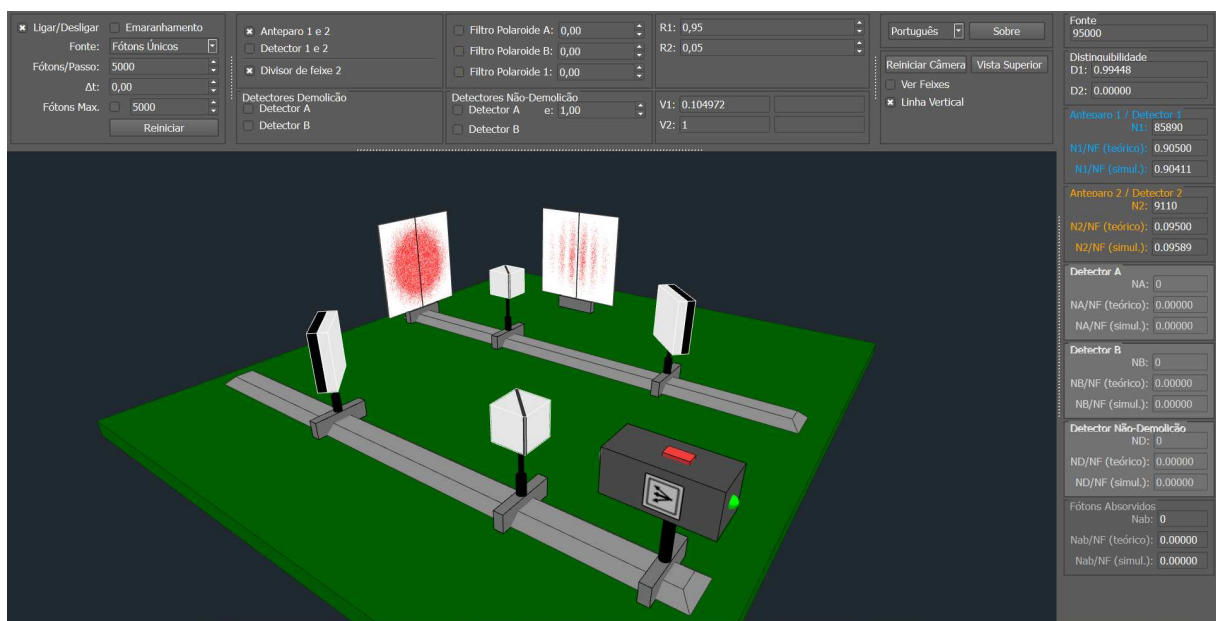 Ligar/Desligar Emaranhamento
Fonte: Fótons Únicos
Fótons/Passo: 5000
Δt: 0,00
Fótons Max. 5000
Reiniciar
Anteparo 1 e 2
Detector 1 e 2
Divisor de feixe 2
Detectores Demolicão
Detector A
Detector B
Filtro Polaroide A: 0,00
Filtro Polaroide B: 0,00
Filtro Polaroide 1: 0,00
Detectores Não-Demolicão
Detector A e: 1,00
Detector B
R1: 0,95
R2: 0,05
V1: 0.104972
V2: 1
Português Sobre
Reiniciar Câmera Vista Superior
Ver Feixes
Linha Vertical
Fonte
95000
Distinguibilidade
D1: 0.99448
D2: 0.00000
Anteparo 1 / Detector 1
N1: 85890
N1/NF (teórico): 0.90500
N1/NF (simul.): 0.90411
Anteparo 2 / Detector 2
N2: 9110
N2/NF (teórico): 0.09500
N2/NF (simul.): 0.09589
Detector A
NA: 0
NA/NF (teórico): 0.00000
NA/NF (simul.): 0.00000
Detector B
NB: 0
NB/NF (teórico): 0.00000
NB/NF (simul.): 0.00000
Detector Não-Demolicão
ND: 0
ND/NF (teórico): 0.00000
ND/NF (simul.): 0.00000
Fótons Absorvidos
Nab: 0
Nab/NF (teórico): 0.00000
Nab/NF (simul.): 0.00000